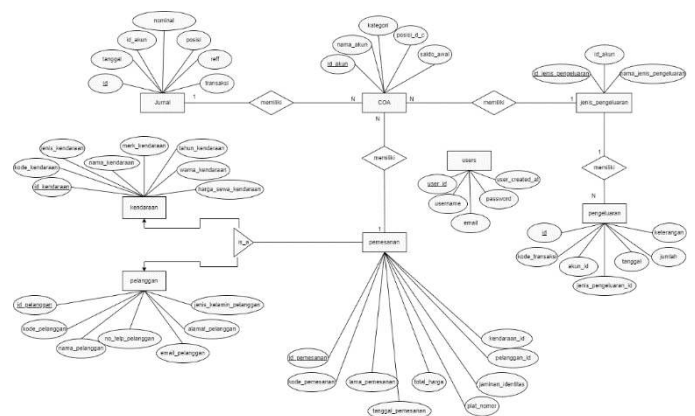 nominal
id_akun
posisi
tanggal
reff
id
transaksi
Jurnal
1
memiliki
N
kategori
nama_akun
posisi_d_c
id_akun
saldo_awal
COA
N
N
memiliki
1
id_akun
id_jenis_pengeluaran
nama_jenis_pengeluaran
jenis_pengeluaran
1
memiliki
N
pengeluaran
id
keterangan
kode_transaksi
jumlah
akun_id
tanggal
jenis_pengeluaran_id
memiliki
1
users
user_id
user_created_at
username
password
email
merk_kendaraan
jenis_kendaraan
tahun_kendaraan
nama_kendaraan
kode_kendaraan
warna_kendaraan
id_kendaraan
harga_sewa_kendaraan
kendaraan
is_a
pemesanan
pelanggan
id_pelanggan
jenis_kelamin_pelanggan
kode_pelanggan
alamat_pelanggan
no_help_pelanggan
nama_pelanggan
email_pelanggan
kendaraan_id
id_pemesanan
pelanggan_id
kode_pemesanan
lama_pemesanan
total_harga
jaminan_identitas
plat_nomor
tanggal_pemesanan